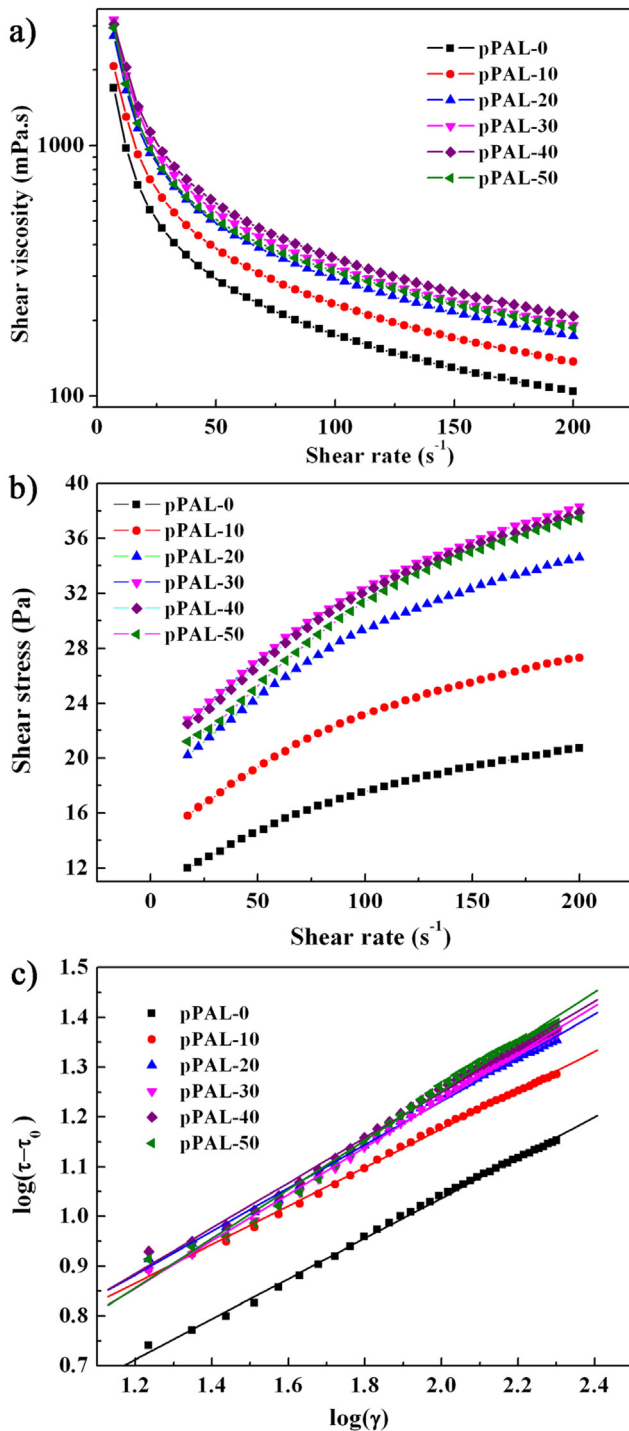 a)
pPAL-0
pPAL-10
pPAL-20
pPAL-30
pPAL-40
pPAL-50
1000
100
Shear viscosity (mPa.s)
0 50 100 150 200
Shear rate (s⁻¹)
b)
40
36
32
28
24
20
16
12
pPAL-0
pPAL-10
pPAL-20
pPAL-30
pPAL-40
pPAL-50
Shear stress (Pa)
0 50 100 150 200
Shear rate (s⁻¹)
c)
1.5
1.4
1.3
1.2
1.1
1.0
0.9
0.8
0.7
pPAL-0
pPAL-10
pPAL-20
pPAL-30
pPAL-40
pPAL-50
log(τ−τ₀)
1.2 1.4 1.6 1.8 2.0 2.2 2.4
log(γ)